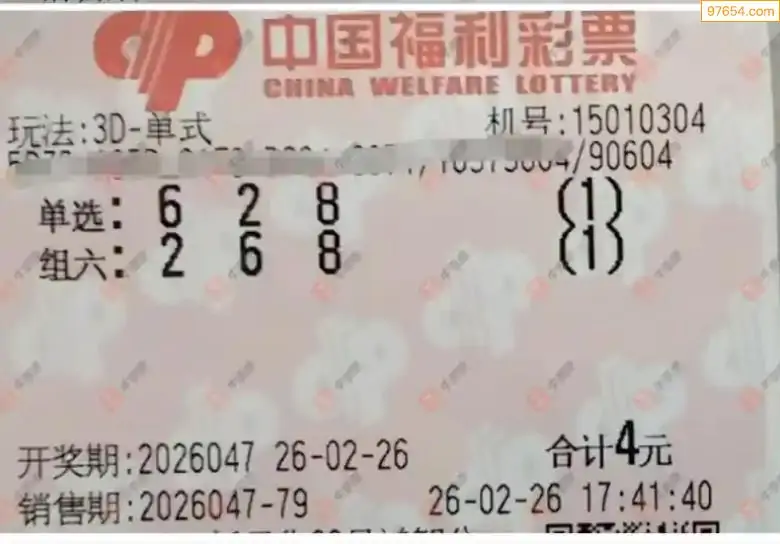 97654.com
中国福利彩票
CHINA WELFARE LOTTERY
玩法:3D-单式 机号:15010304
/90604
单选: 6 2 8 (1)
组六: 2 6 8 (1)
开奖期:2026047 26-02-26 合计4元
销售期:2026047-79 26-02-26 17:41:40